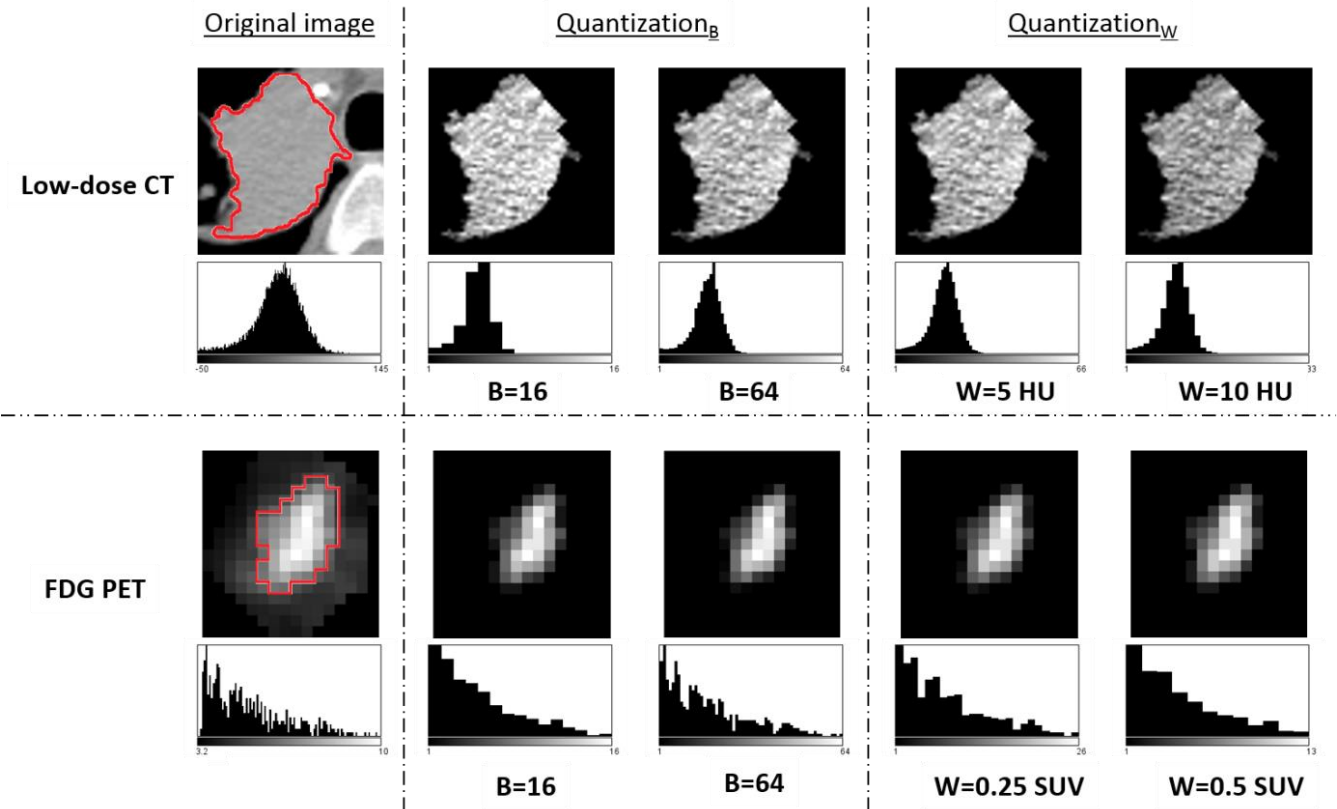 Original image
Quantization_B
Quantization_W
Low-dose CT
-50 145
1 16
1 64
1 66
1 33
B=16
B=64
W=5 HU
W=10 HU
FDG PET
3.2 10
1 16
1 64
1 26
1 13
B=16
B=64
W=0.25 SUV
W=0.5 SUV